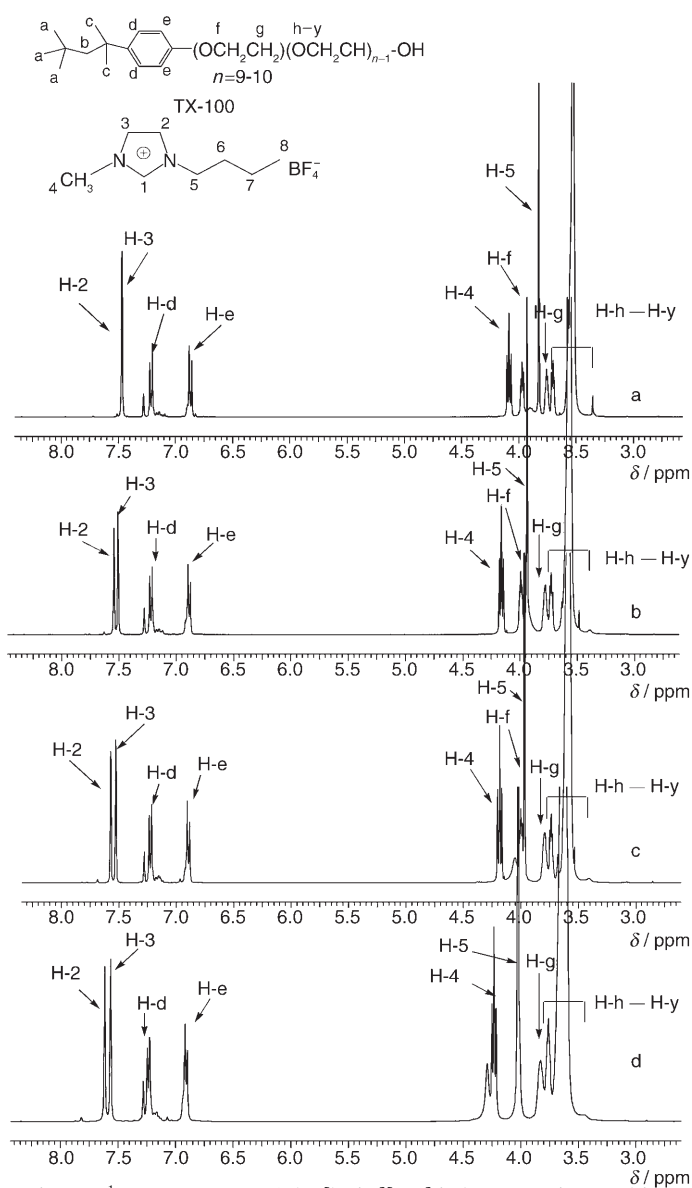 a c d e f g h–y
a b (OCH2CH2)(OCH2CH)n−1-OH
a c d e n=9-10
TX-100
3 2
N ⊕ N 6 8 BF4−
4 CH3 1 5 7
H-5
H-3
H-f
H-2 H-4
H-d H-g H-h — H-y
H-e
a
8.0 7.5 7.0 6.5 6.0 5.5 5.0 4.5 4.0 3.5 3.0
δ / ppm
H-5
H-3
H-f
H-2 H-d H-e H-4 H-g H-h — H-y
b
8.0 7.5 7.0 6.5 6.0 5.5 5.0 4.5 4.0 3.5 3.0
δ / ppm
H-5
H-3 H-f
H-2 H-d H-e H-4 H-g H-h — H-y
c
8.0 7.5 7.0 6.5 6.0 5.5 5.0 4.5 4.0 3.5 3.0
δ / ppm
H-3 H-5
H-2 H-d H-e H-4 H-g H-h — H-y
d
8.0 7.5 7.0 6.5 6.0 5.5 5.0 4.5 4.0 3.5 3.0
δ / ppm